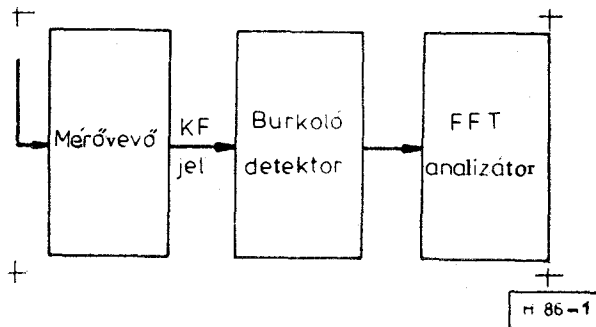 Mérővevő
KF
jel
Burkoló
detektor
FFT
analizátor
H 86-1